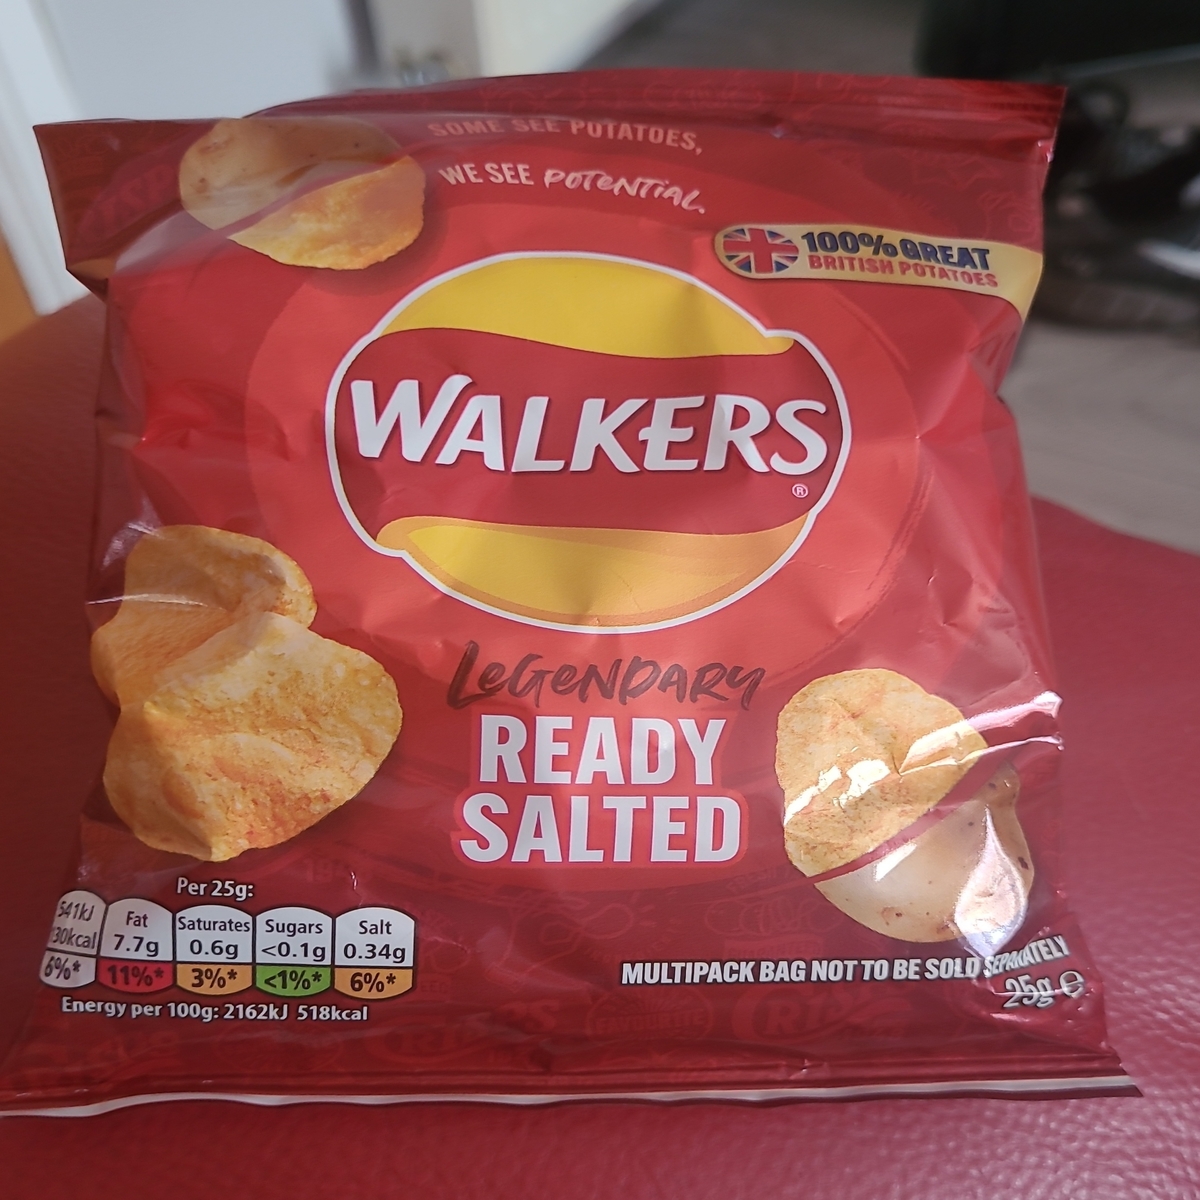 SOME SEE POTATOES,
WE SEE POTENTIAL.
100% GREAT
BRITISH POTATOES
WALKERS
®
LEGENDARY
READY
SALTED
Per 25g:
541kJ
30kcal
6%*
Fat
7.7g
11%*
Saturates
0.6g
3%*
Sugars
<0.1g
<1%*
Salt
0.34g
6%*
Energy per 100g: 2162kJ 518kcal
MULTIPACK BAG NOT TO BE SOLD SEPARATELY
25g ℮